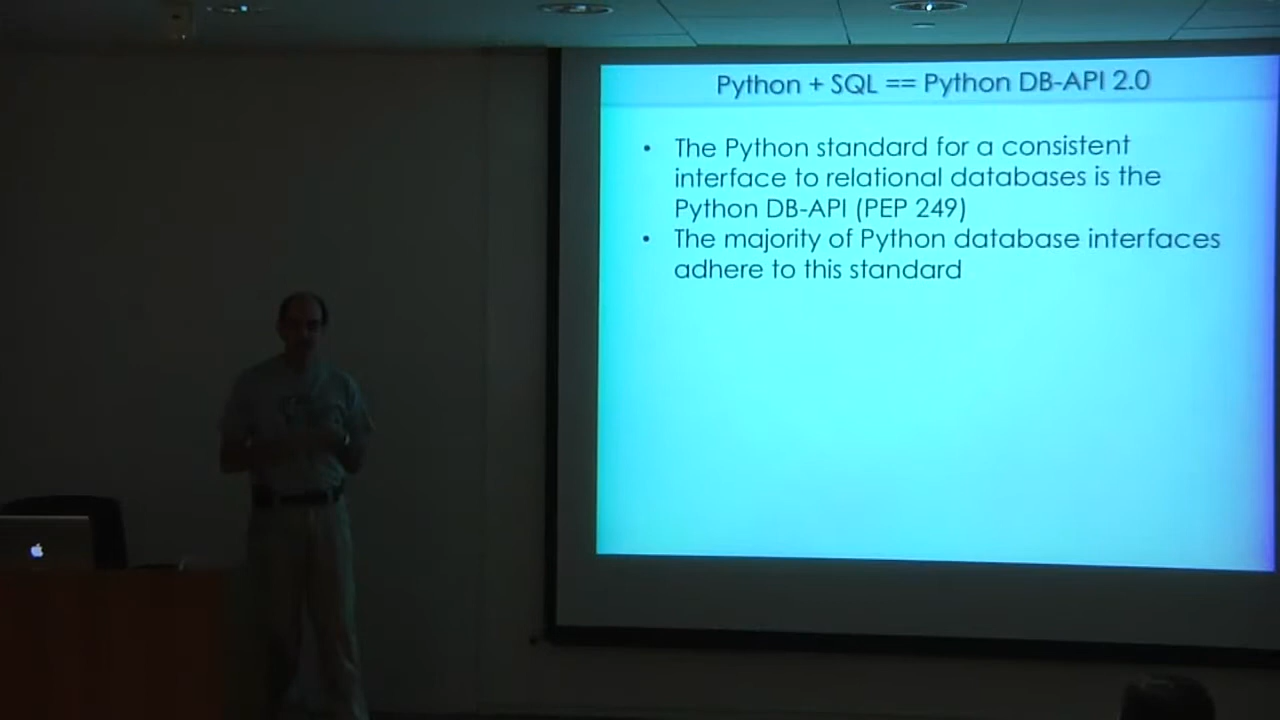 Python + SQL == Python DB-API 2.0
• The Python standard for a consistent
interface to relational databases is the
Python DB-API (PEP 249)
• The majority of Python database interfaces
adhere to this standard